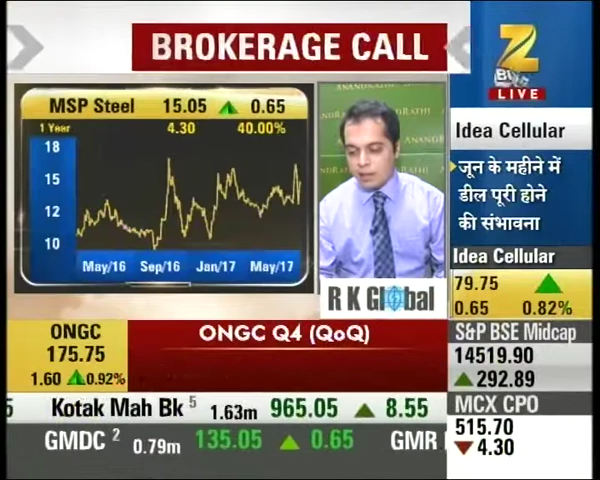 BROKERAGE CALL
LIVE
MSP Steel 15.05 0.65
1 Year 4.30 40.00%
18
15
12
10
May/16 Sep/16 Jan/17 May/17
ANANDRATHI
R K Global
Idea Cellular
जून के महीने में
डील पूरी होने
की संभावना
Idea Cellular
79.75
0.65 0.82%
ONGC
175.75
1.60 0.92%
ONGC Q4 (QoQ)
S&P BSE Midcap
14519.90
292.89
MCX CPO
515.70
4.30
5 Kotak Mah Bk 5 1.63m 965.05 8.55
GMDC 2 0.79m 135.05 0.65 GMR